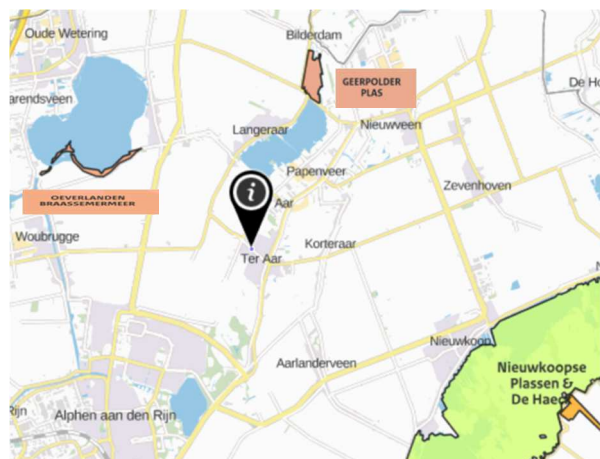 Oude Wetering
Bilderdam
GEERPOLDER
PLAS
De Ho
arendsveen
Langeraar
Nieuwveen
Papenveer
Zevenhoven
OEVERLANDEN
BRAASSEMERMEER
i
Aar
Woubrugge
Korteraar
Ter Aar
N
Nieuwkoop
Aarlanderveen
Nieuwkoopse
Plassen &
De Haeck
Rijn
Alphen aan den Rijn